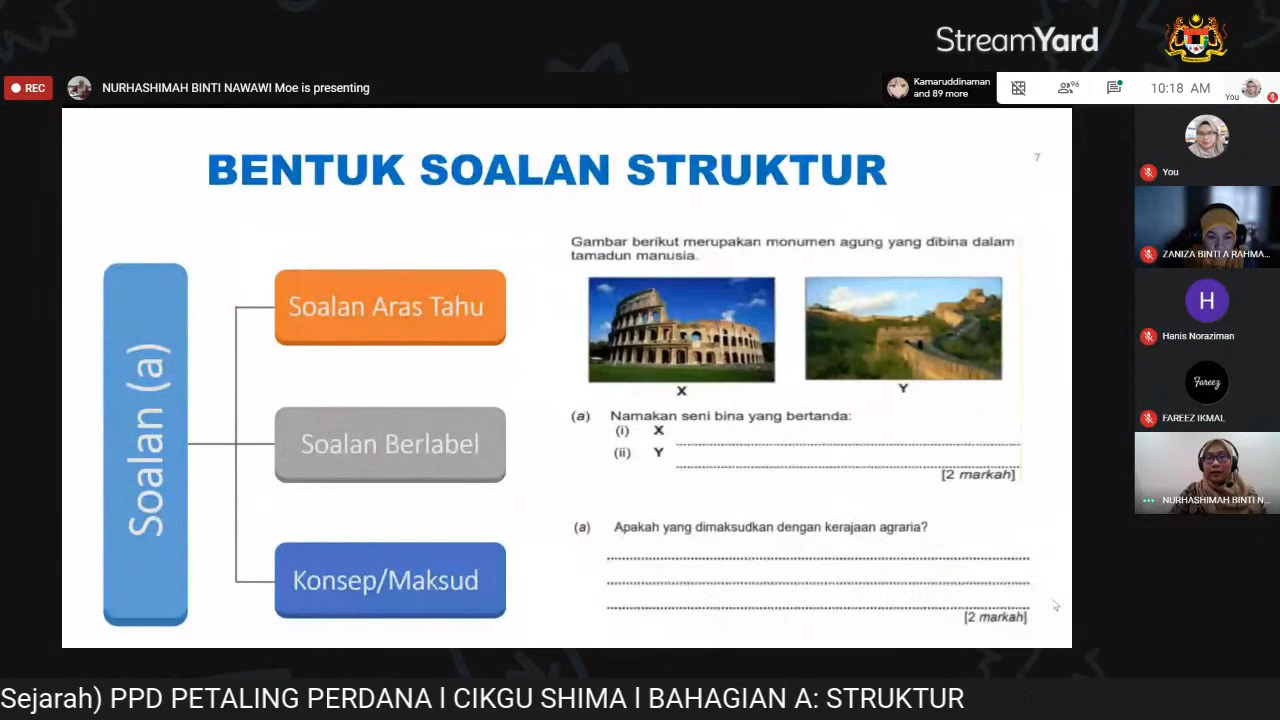 StreamYard
REC
NURHASHIMAH BINTI NAWAWI Moe is presenting
Kamaruddinaman
and 89 more
96
10:18 AM
You
BENTUK SOALAN STRUKTUR
7
Soalan (a)
Soalan Aras Tahu
Soalan Berlabel
Konsep/Maksud
Gambar berikut merupakan monumen agung yang dibina dalam
tamadun manusia.
X
Y
(a) Namakan seni bina yang bertanda:
(i) X
(ii) Y
[2 markah]
(a) Apakah yang dimaksudkan dengan kerajaan agraria?
[2 markah]
You
ZANIZA BINTI A RAHMA...
H
Hanis Noraziman
Fareez
FAREEZ IKMAL
NURHASHIMAH BINTI N...
Sejarah) PPD PETALING PERDANA l CIKGU SHIMA l BAHAGIAN A: STRUKTUR